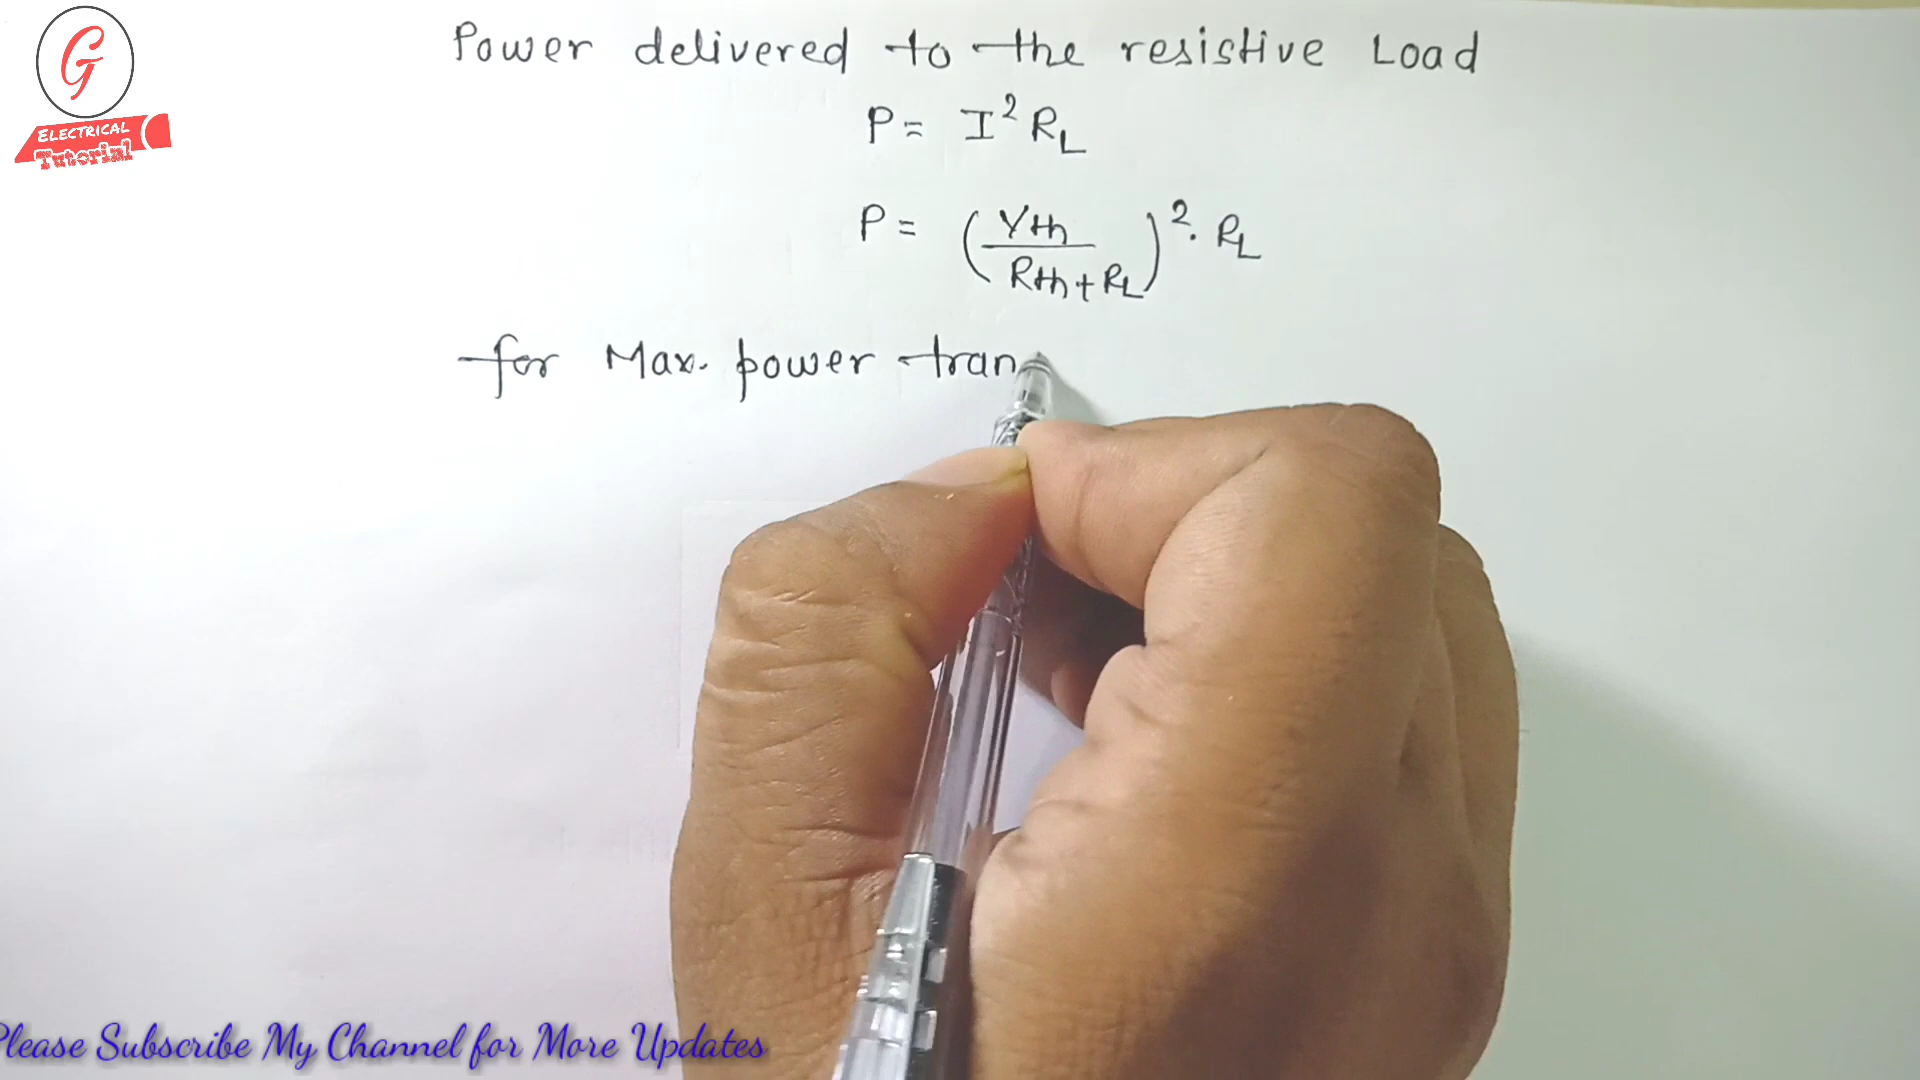 G
ELECTRICAL
Tutorial
Power delivered to the resistive Load
P = I² R_L
P = (Vth / Rth + RL)² . RL
for Max. power tran
Please Subscribe My Channel for More Updates